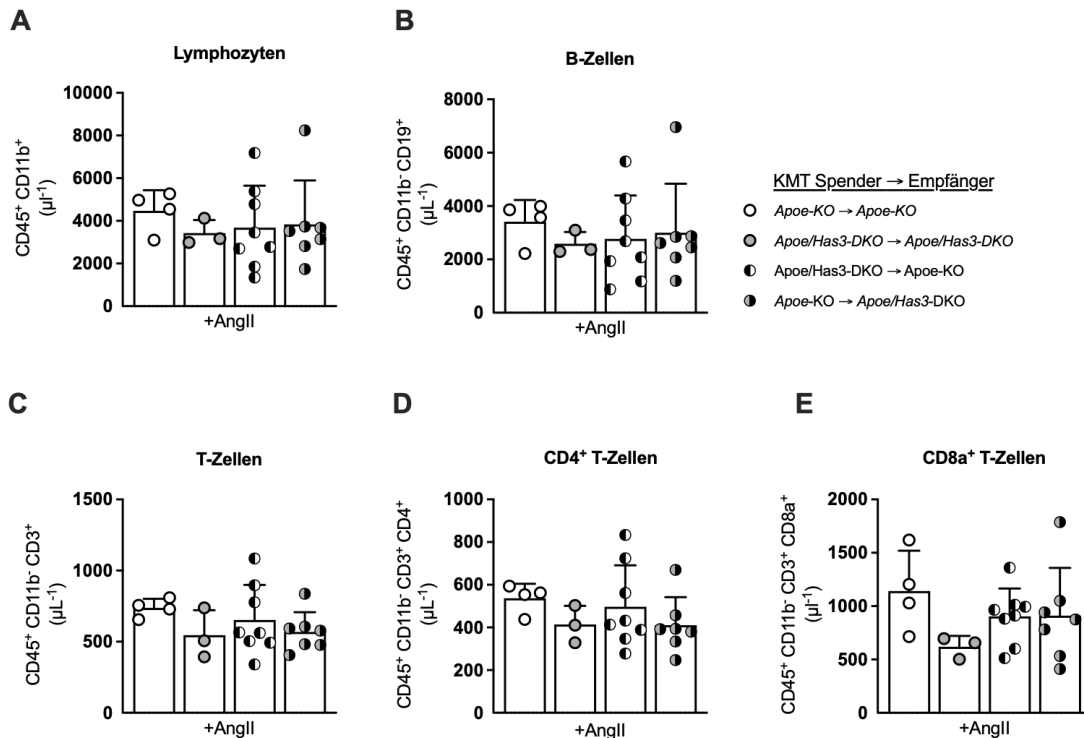 A
Lymphozyten
CD45⁺ CD11b⁺
(µl⁻¹)
10000
8000
6000
4000
2000
0
+AngII
B
B-Zellen
CD45⁺ CD11b⁻ CD19⁺
(µL⁻¹)
8000
6000
4000
2000
0
+AngII
KMT Spender → Empfänger
Apoe-KO → Apoe-KO
Apoe/Has3-DKO → Apoe/Has3-DKO
Apoe/Has3-DKO → Apoe-KO
Apoe-KO → Apoe/Has3-DKO
C
T-Zellen
CD45⁺ CD11b⁻ CD3⁺
(µL⁻¹)
1500
1000
500
0
+AngII
D
CD4⁺ T-Zellen
CD45⁺ CD11b⁻ CD3⁺ CD4⁺
(µL⁻¹)
1000
800
600
400
200
0
+AngII
E
CD8a⁺ T-Zellen
CD45⁺ CD11b⁻ CD3⁺ CD8a⁺
(µl⁻¹)
2000
1500
1000
500
0
+AngII